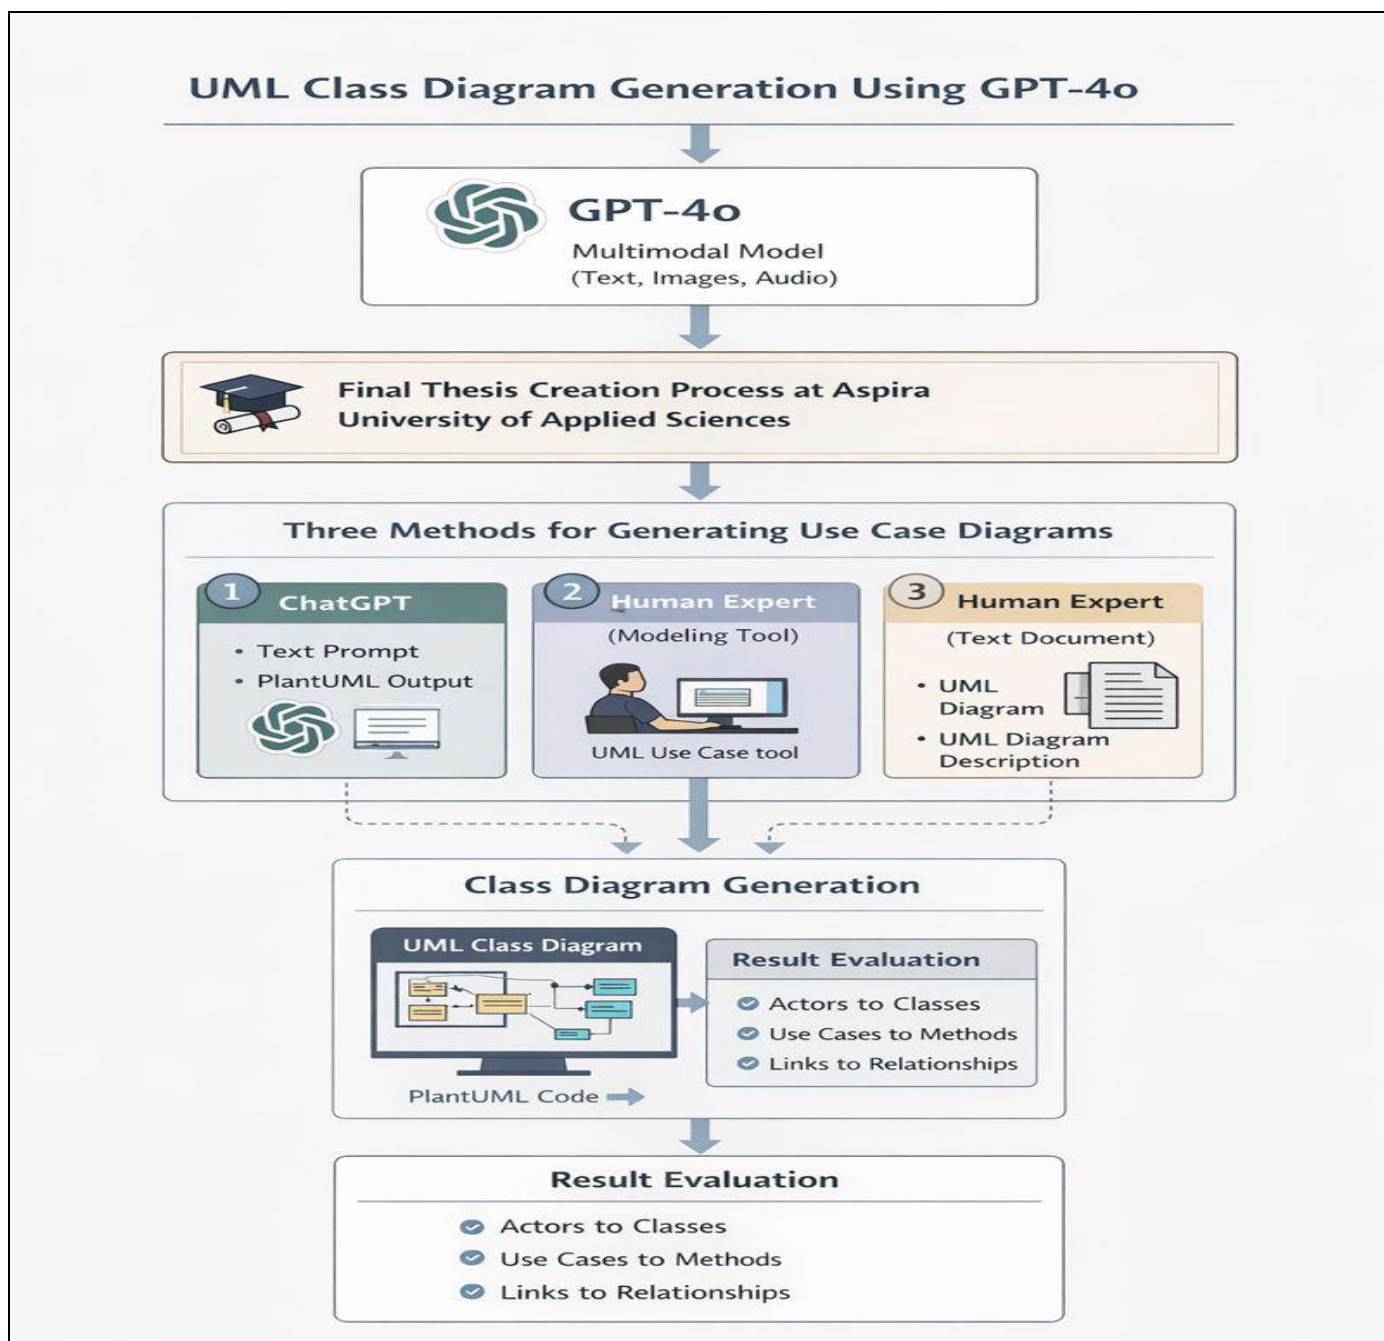 UML Class Diagram Generation Using GPT-4o
GPT-4o
Multimodal Model
(Text, Images, Audio)
Final Thesis Creation Process at Aspira
University of Applied Sciences
Three Methods for Generating Use Case Diagrams
1
ChatGPT
• Text Prompt
• PlantUML Output
2
Human Expert
(Modeling Tool)
UML Use Case tool
3
Human Expert
(Text Document)
• UML
Diagram
• UML Diagram
Description
Class Diagram Generation
UML Class Diagram
PlantUML Code
Result Evaluation
Actors to Classes
Use Cases to Methods
Links to Relationships
Result Evaluation
Actors to Classes
Use Cases to Methods
Links to Relationships